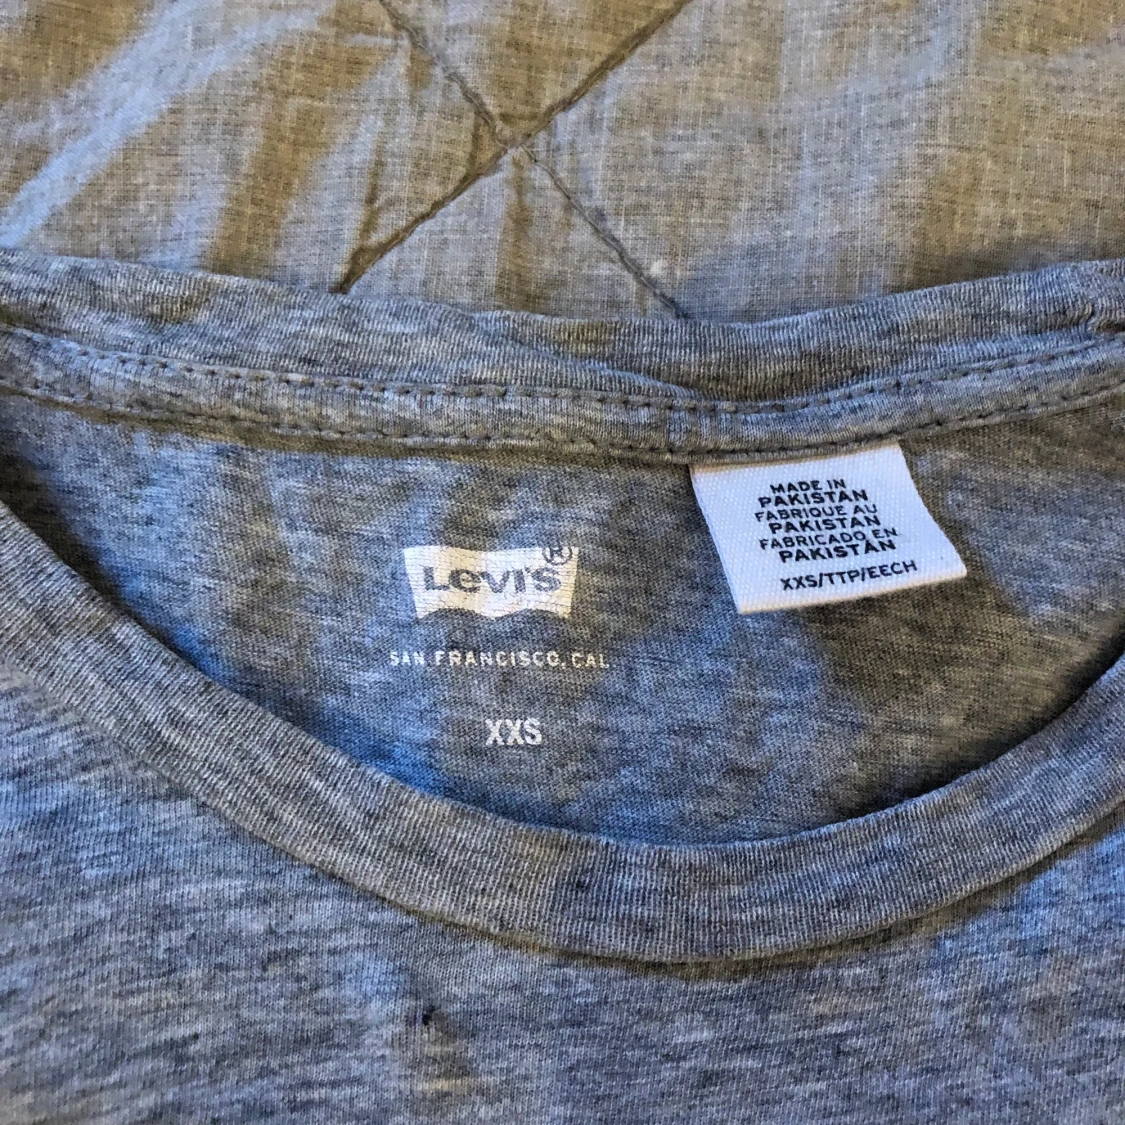 LEVI'S®
SAN FRANCISCO, CAL
XXS
MADE IN
PAKISTAN
FABRIQUE AU
PAKISTAN
FABRICADO EN
PAKISTAN
XXS/TTP/EECH